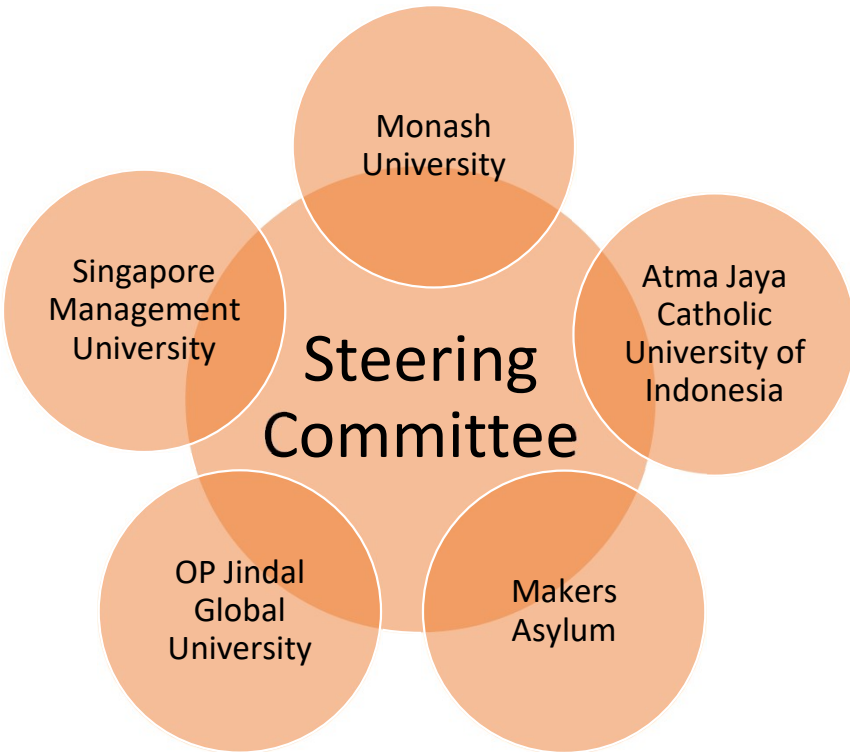 Monash
University
Singapore
Management
University
Atma Jaya
Catholic
University of
Indonesia
Steering
Committee
OP Jindal
Global
University
Makers
Asylum